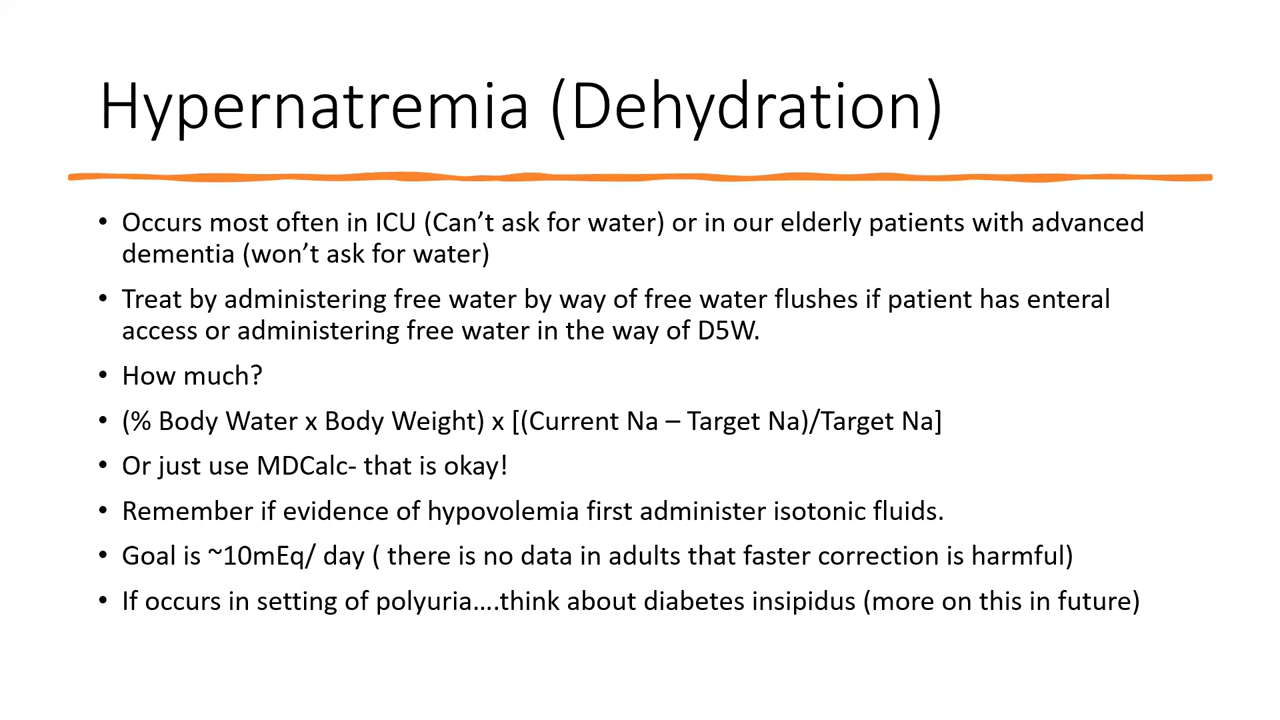 Hypernatremia (Dehydration)
• Occurs most often in ICU (Can’t ask for water) or in our elderly patients with advanced
dementia (won’t ask for water)
• Treat by administering free water by way of free water flushes if patient has enteral
access or administering free water in the way of D5W.
• How much?
• (% Body Water x Body Weight) x [(Current Na – Target Na)/Target Na]
• Or just use MDCalc- that is okay!
• Remember if evidence of hypovolemia first administer isotonic fluids.
• Goal is ~10mEq/ day ( there is no data in adults that faster correction is harmful)
• If occurs in setting of polyuria….think about diabetes insipidus (more on this in future)